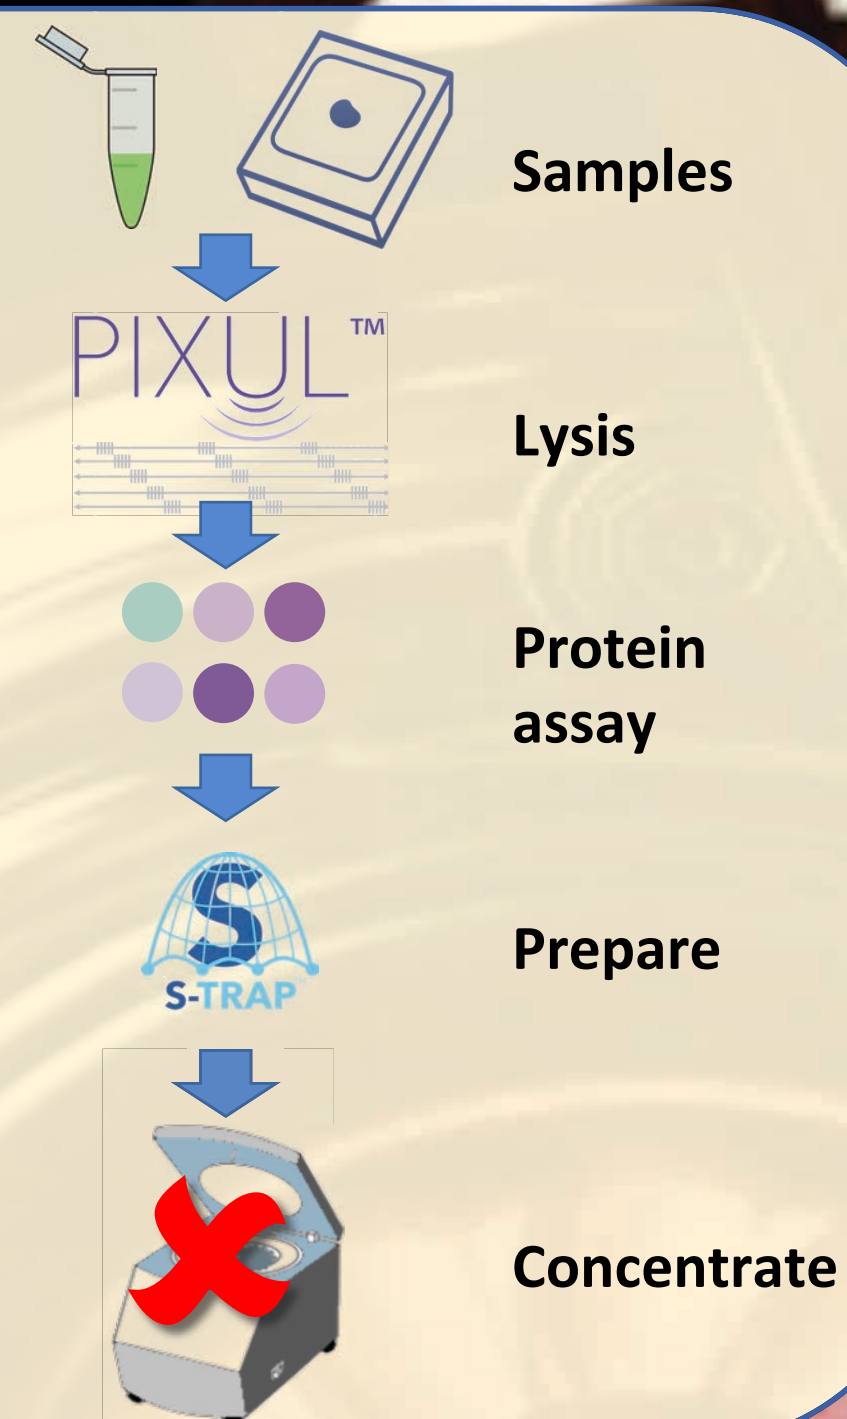 Samples
PIXUL™
Lysis
Protein
assay
S
S-TRAP
Prepare
Concentrate